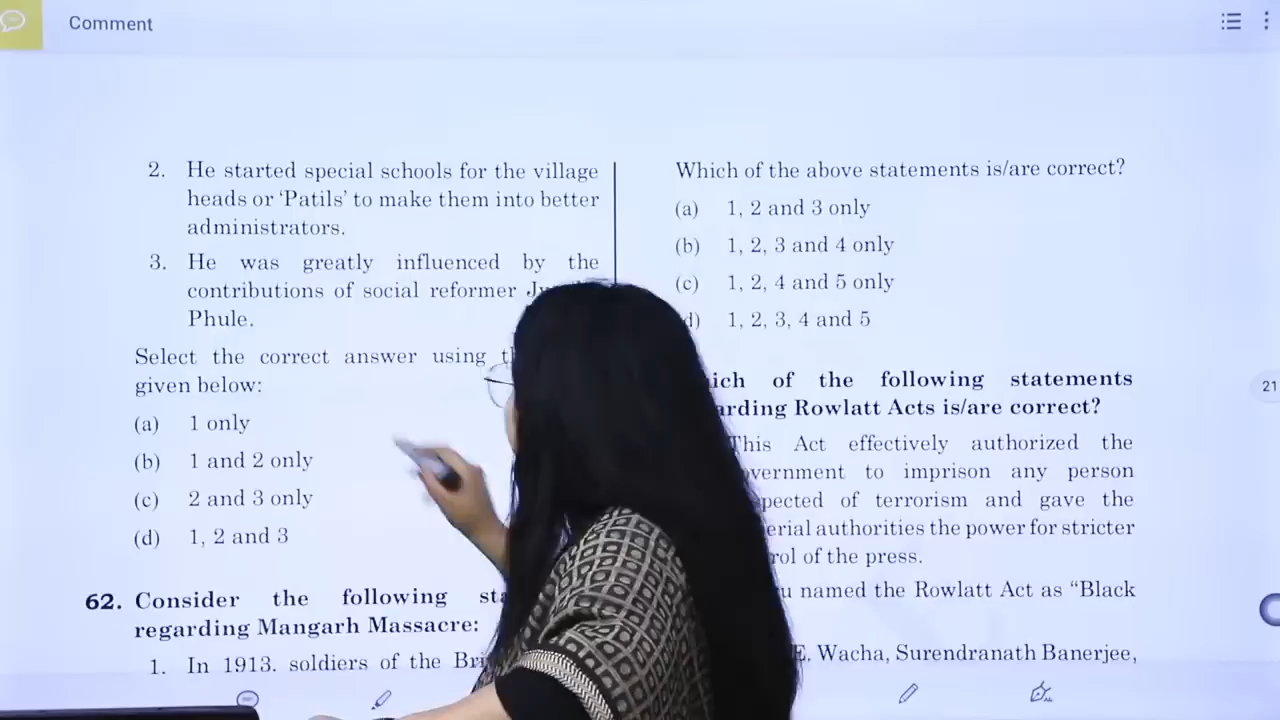 Comment
2. He started special schools for the village
heads or ‘Patils’ to make them into better
administrators.
3. He was greatly influenced by the
contributions of social reformer
Phule.
Select the correct answer using
given below:
(a) 1 only
(b) 1 and 2 only
(c) 2 and 3 only
(d) 1, 2 and 3
62. Consider the following
regarding Mangarh Massacre:
1. In 1913. soldiers of the
Which of the above statements is/are correct?
(a) 1, 2 and 3 only
(b) 1, 2, 3 and 4 only
(c) 1, 2, 4 and 5 only
(d) 1, 2, 3, 4 and 5
of the following statements
Rowlatt Acts is/are correct?
This Act effectively authorized the
to imprison any person
of terrorism and gave the
authorities the power for stricter
of the press.
named the Rowlatt Act as “Black
E. Wacha, Surendranath Banerjee,
21